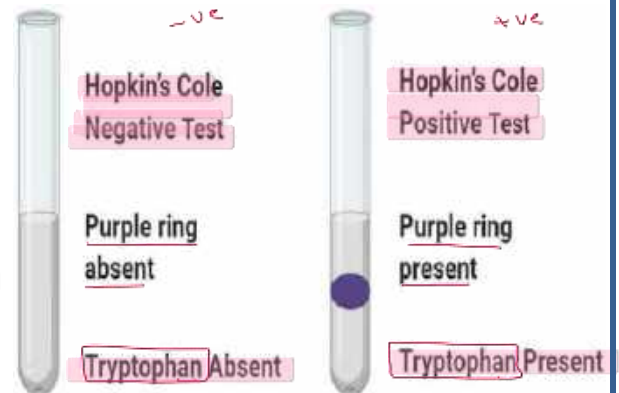 -ve
Hopkin's Cole
Negative Test
Purple ring
absent
Tryptophan Absent
+ve
Hopkin's Cole
Positive Test
Purple ring
present
Tryptophan Present